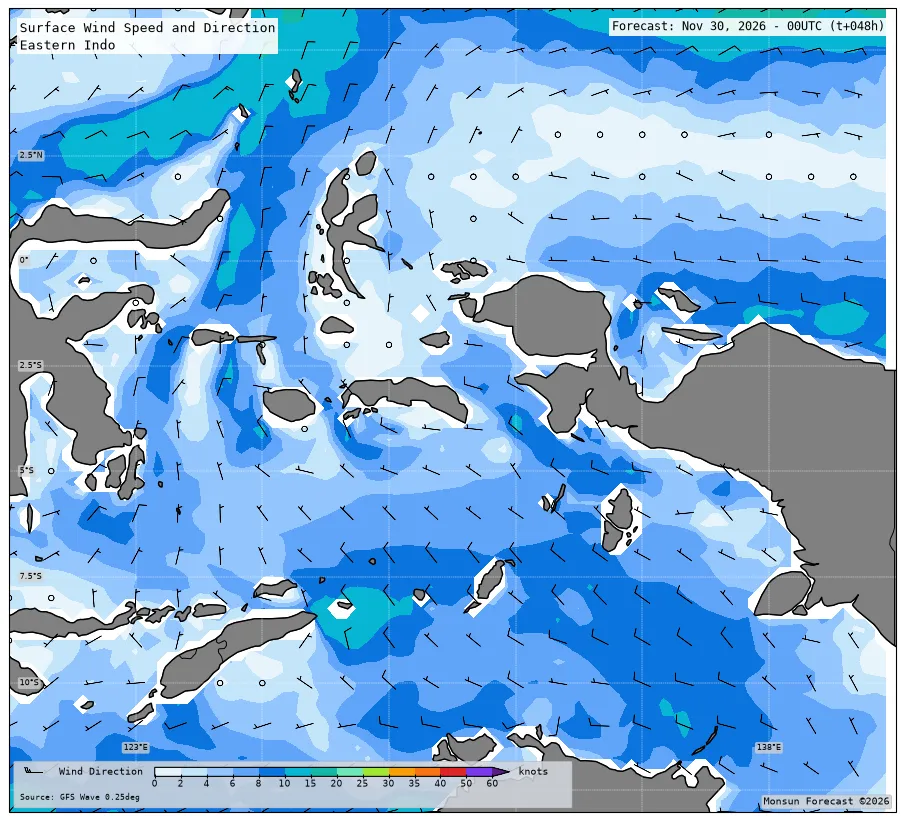 Surface Wind Speed and Direction
Eastern Indo
Forecast: Nov 30, 2026 - 00UTC (t+048h)
2.5°N
0°
2.5°S
5°S
7.5°S
10°S
123°E
138°E
Wind Direction
0 2 4 6 8 10 15 20 25 30 35 40 50 60
knots
Source: GFS Wave 0.25deg
Monsun Forecast ©2026